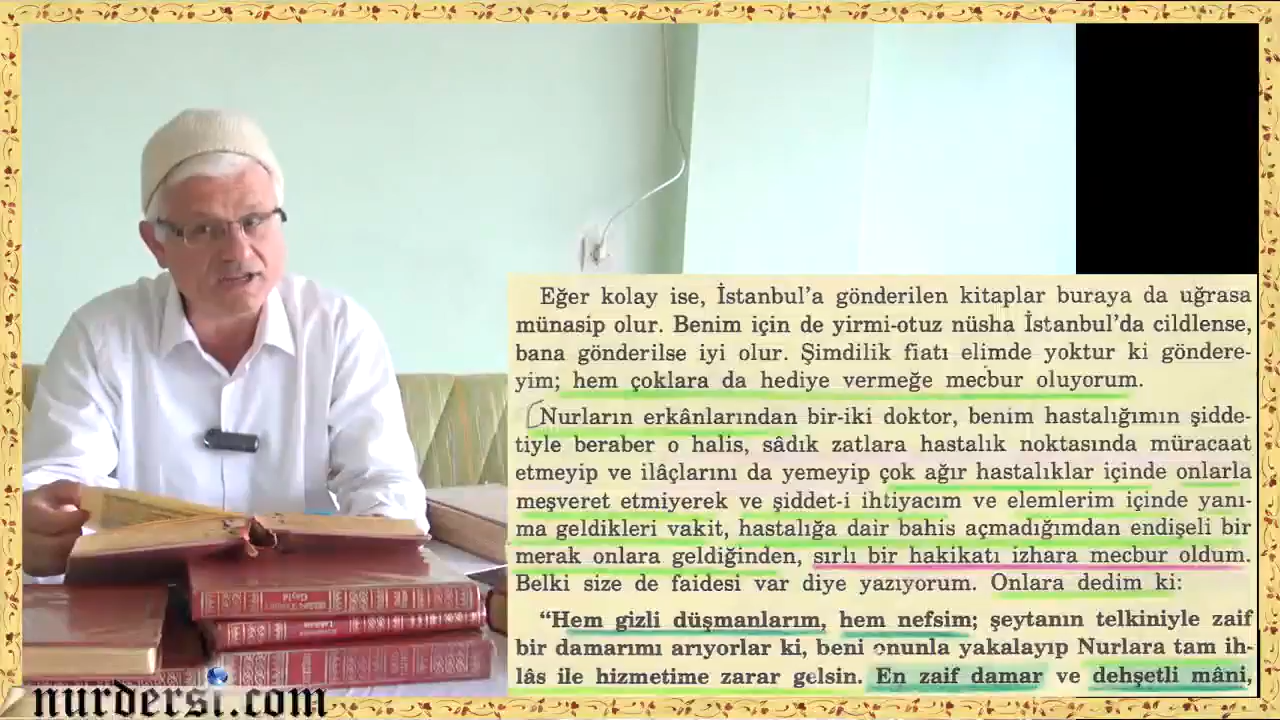 Eğer kolay ise, İstanbul'a gönderilen kitaplar buraya da uğrasa
münasip olur. Benim için de yirmi-otuz nüsha İstanbul'da cildlense,
bana gönderilse iyi olur. Şimdilik fiatı elimde yoktur ki göndere-
yim; hem çoklara da hediye vermeğe mecbur oluyorum.
Nurların erkânlarından bir-iki doktor, benim hastalığımın şidde-
tiyle beraber o halis, sâdık zatlara hastalık noktasında müracaat
etmeyip ve ilâçlarını da yemeyip çok ağır hastalıklar içinde onlarla
meşveret etmiyerek ve şiddet-i ihtiyacım ve elemlerim içinde yanı-
ma geldikleri vakit, hastalığa dair bahis açmadığımdan endişeli bir
merak onlara geldiğinden, sırlı bir hakikatı izhara mecbur oldum.
Belki size de faidesi var diye yazıyorum. Onlara dedim ki:
“Hem gizli düşmanlarım, hem nefsim; şeytanın telkiniyle zaif
bir damarımı arıyorlar ki, beni onunla yakalayıp Nurlara tam ih-
lâs ile hizmetime zarar gelsin. En zaif damar ve dehşetli mâni,
nurdersi.com